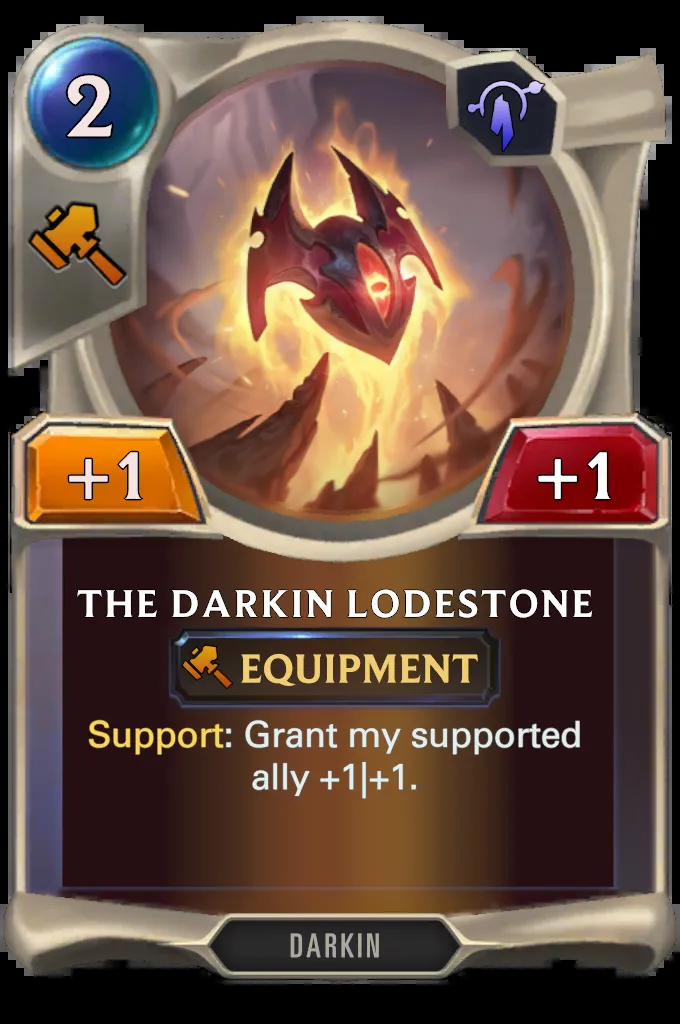 2
+1
+1
THE DARKIN LODESTONE
EQUIPMENT
Support: Grant my supported
ally +1|+1.
DARKIN